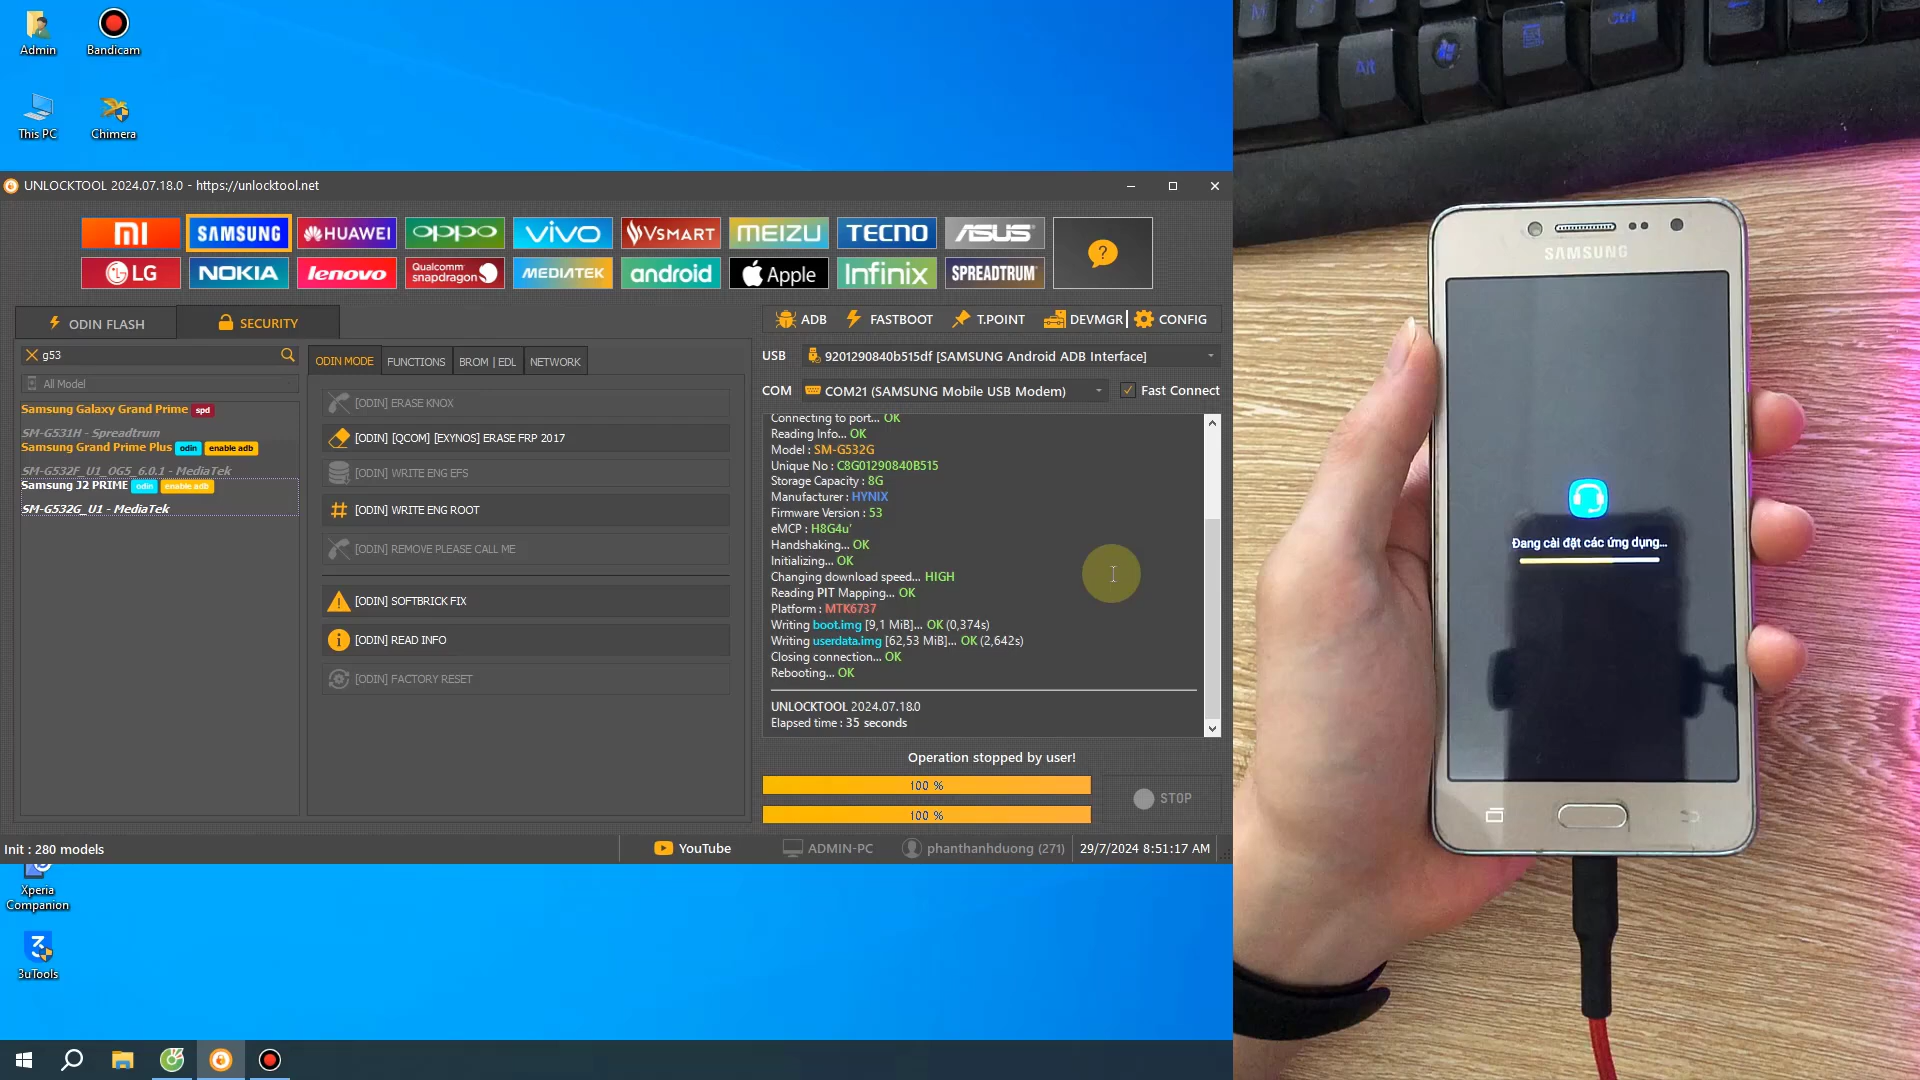 Admin
Bandicam
This PC
Chimera
UNLOCKTOOL 2024.07.18.0 - https://unlocktool.net
SAMSUNG
HUAWEI
oppo
vivo
VSMART
MEIZU
TECNO
ASUS
?
LG
NOKIA
lenovo
Qualcomm snapdragon
MEDIATEK
android
Apple
Infinix
SPREADTRUM
ODIN FLASH
SECURITY
ADB
FASTBOOT
T.POINT
DEVMGR
CONFIG
g53
All Model
Samsung Galaxy Grand Prime spd
SM-G531H - Spreadtrum
Samsung Grand Prime Plus odin enable adb
SM-G532F_U1_OG5_6.0.1 - MediaTek
Samsung J2 PRIME odin enable adb
SM-G532G_U1 - MediaTek
ODIN MODE
FUNCTIONS
BROM | EDL
NETWORK
[ODIN] ERASE KNOX
[ODIN] [QCOM] [EXYNOS] ERASE FRP 2017
[ODIN] WRITE ENG EFS
[ODIN] WRITE ENG ROOT
[ODIN] REMOVE PLEASE CALL ME
[ODIN] SOFTBRICK FIX
[ODIN] READ INFO
[ODIN] FACTORY RESET
USB 9201290840b515df [SAMSUNG Android ADB Interface]
COM COM21 (SAMSUNG Mobile USB Modem) Fast Connect
Connecting to port... OK
Reading Info... OK
Model : SM-G532G
Unique No : C8G01290840B515
Storage Capacity : 8G
Manufacturer : HYNIX
Firmware Version : 53
eMCP : H8G4u'
Handshaking... OK
Initializing... OK
Changing download speed... HIGH
Reading PIT Mapping... OK
Platform : MTK6737
Writing boot.img [9,1 MiB]... OK (0,374s)
Writing userdata.img [62,53 MiB]... OK (2,642s)
Closing connection... OK
Rebooting... OK
UNLOCKTOOL 2024.07.18.0
Elapsed time : 35 seconds
Operation stopped by user!
100 %
100 %
STOP
Init : 280 models
YouTube
ADMIN-PC
phanthanhduong (271)
29/7/2024 8:51:17 AM
Xperia
Companion
3uTools
Alt
Ctrl
SAMSUNG
Đang cài đặt các ứng dụng...